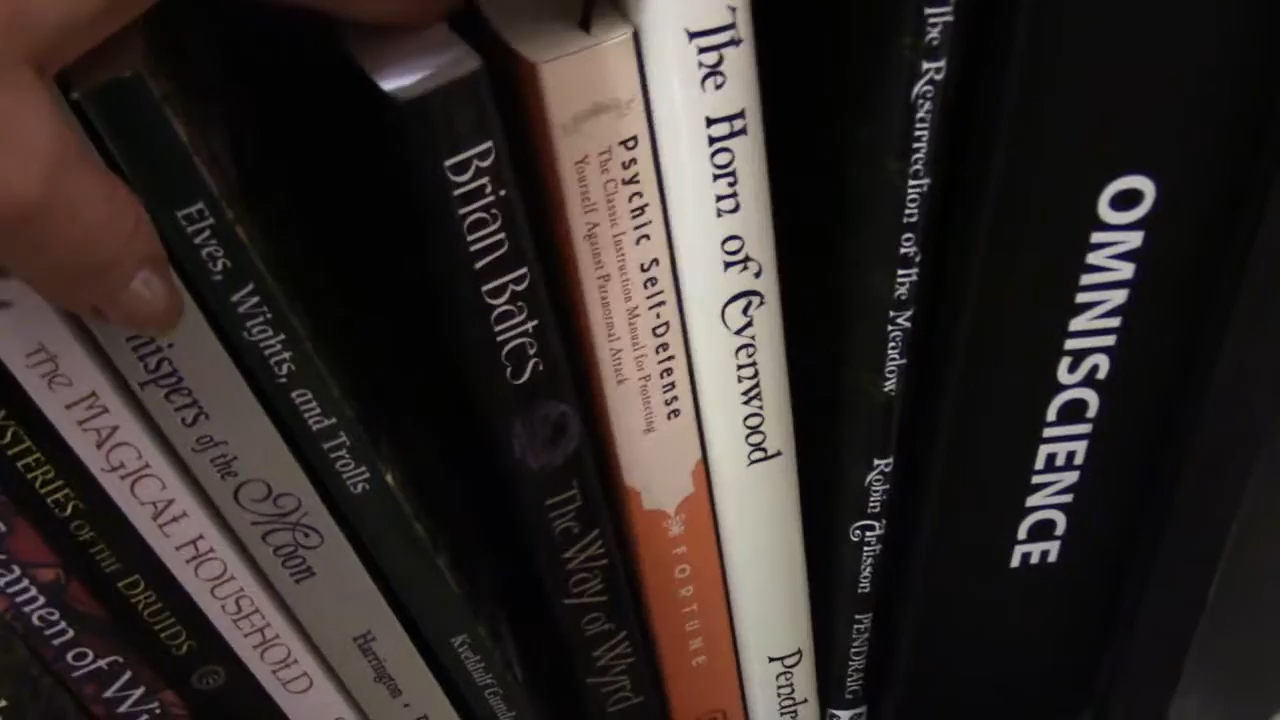 amen of Wi
YSTERIES OF THE DRUIDS
The MAGICAL HOUSEHOLD
hispers of the Moon
Harrington •
Elves, Wights, and Trolls
Kveldulf Gund
Brian Bates
The Way of Wyrd
Psychic Self-Defense
The Classic Instruction Manual for Protecting
Yourself Against Paranormal Attack
FORTUNE
The Horn of Evenwood
Pendr
The Resurrection of the Meadow
Robin Artisson
PENDRAIG
OMNISCIENCE